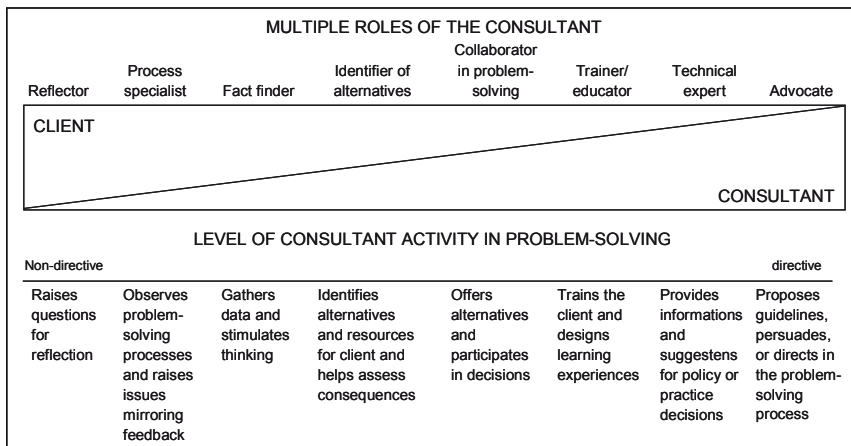 MULTIPLE ROLES OF THE CONSULTANT
Reflector
Process
specialist
Fact finder
Identifier of
alternatives
Collaborator
in problem-
solving
Trainer/
educator
Technical
expert
Advocate
CLIENT
CONSULTANT
LEVEL OF CONSULTANT ACTIVITY IN PROBLEM-SOLVING
Non-directive
directive
Raises
questions
for
reflection
Observes
problem-
solving
processes
and raises
issues
mirroring
feedback
Gathers
data and
stimulates
thinking
Identifies
alternatives
and resources
for client and
helps assess
consequences
Offers
alternatives
and
participates
in decisions
Trains the
client and
designs
learning
experiences
Provides
informations
and
suggestens
for policy or
practice
decisions
Proposes
guidelines,
persuades,
or directs in
the problem-
solving
process